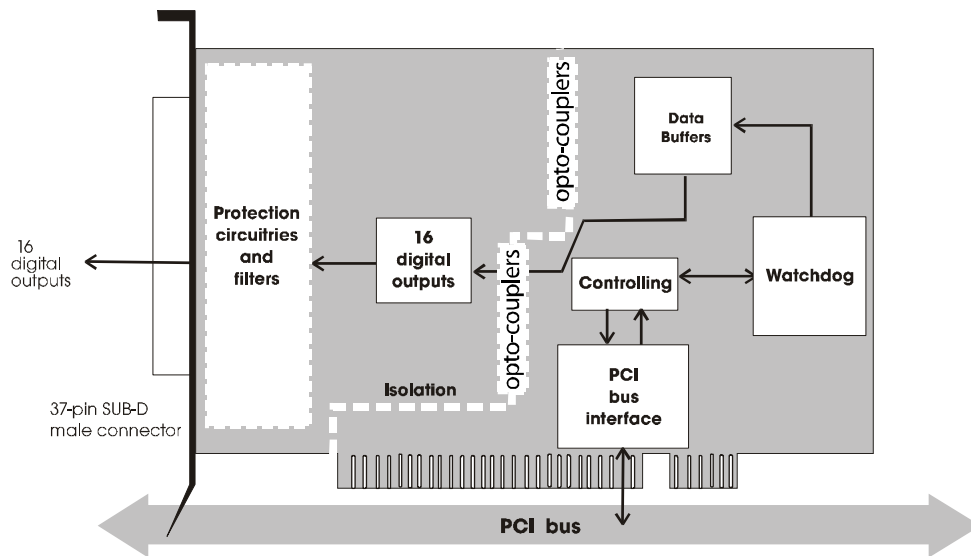 opto-couplers
Data
Buffers
Protection
circuitries
and
filters
16
digital
outputs
16
digital
outputs
opto-couplers
Controlling
Watchdog
Isolation
PCI
bus
interface
37-pin SUB-D
male connector
PCI bus